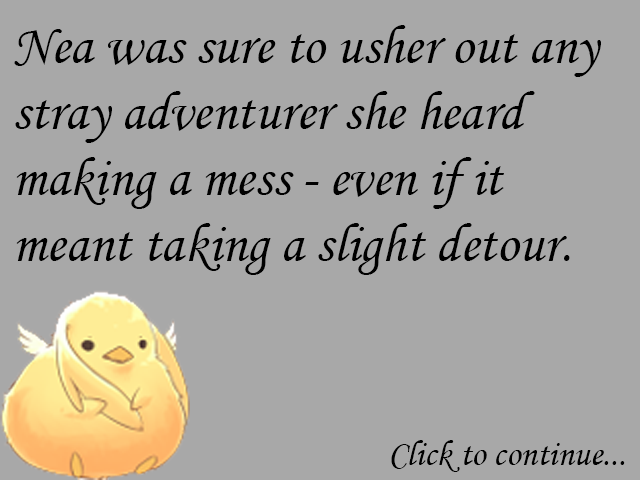 Nea was sure to usher out any
stray adventurer she heard
making a mess - even if it
meant taking a slight detour.
Click to continue...